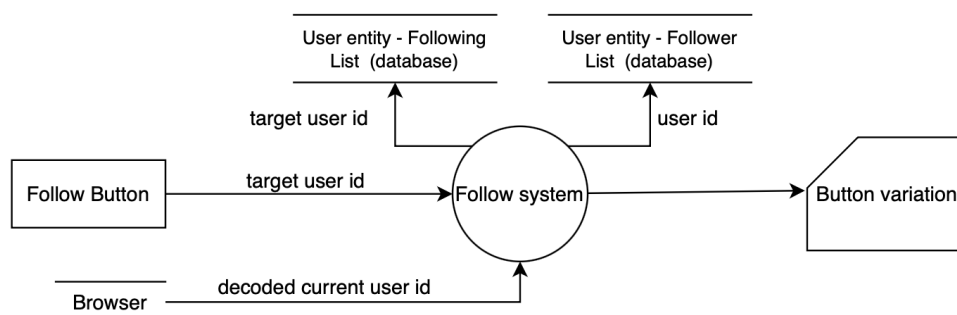 User entity - Following
List (database)
User entity - Follower
List (database)
target user id
user id
Follow Button
target user id
Follow system
Button variation
decoded current user id
Browser